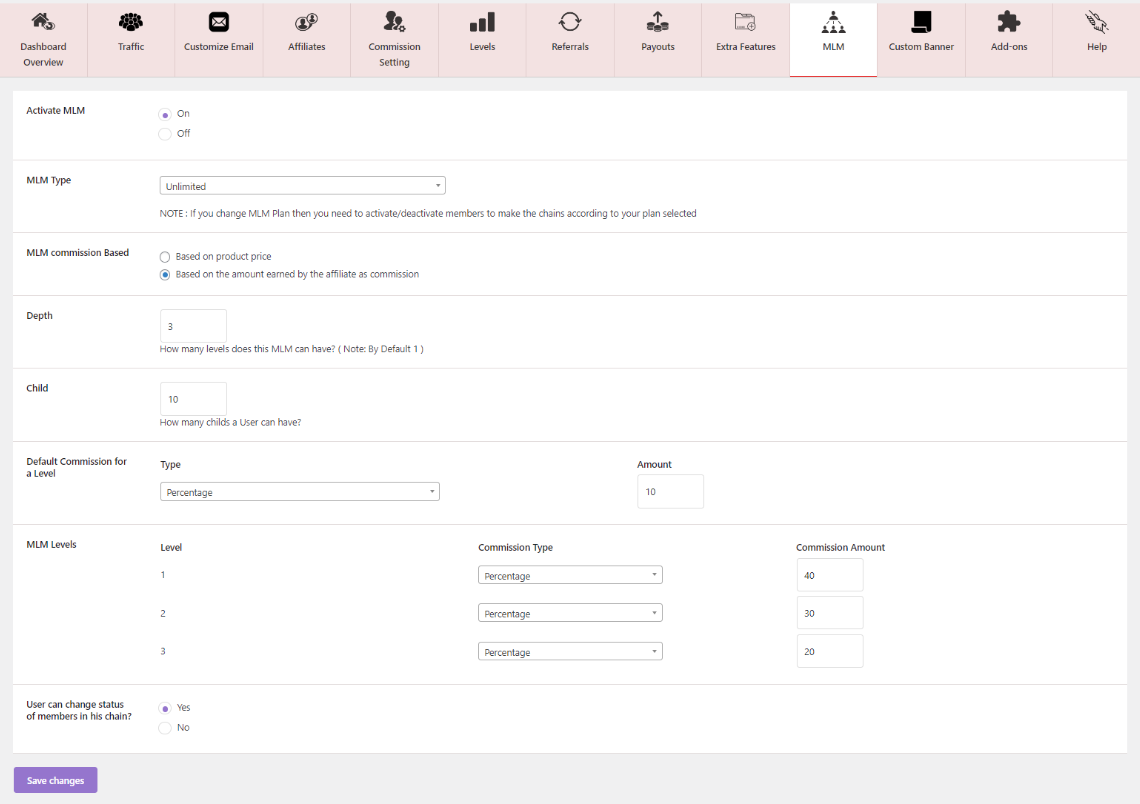 Dashboard Overview
Traffic
Customize Email
Affiliates
Commission Setting
Levels
Referrals
Payouts
Extra Features
MLM
Custom Banner
Add-ons
Help
Activate MLM
On
Off
MLM Type
Unlimited
NOTE : If you change MLM Plan then you need to activate/deactivate members to make the chains according to your plan selected
MLM commission Based
Based on product price
Based on the amount earned by the affiliate as commission
Depth
3
How many levels does this MLM can have? ( Note: By Default 1 )
Child
10
How many childs a User can have?
Default Commission for
a Level
Type
Amount
Percentage
10
MLM Levels
Level
Commission Type
Commission Amount
1
Percentage
40
2
Percentage
30
3
Percentage
20
User can change status
of members in his chain?
Yes
No
Save changes